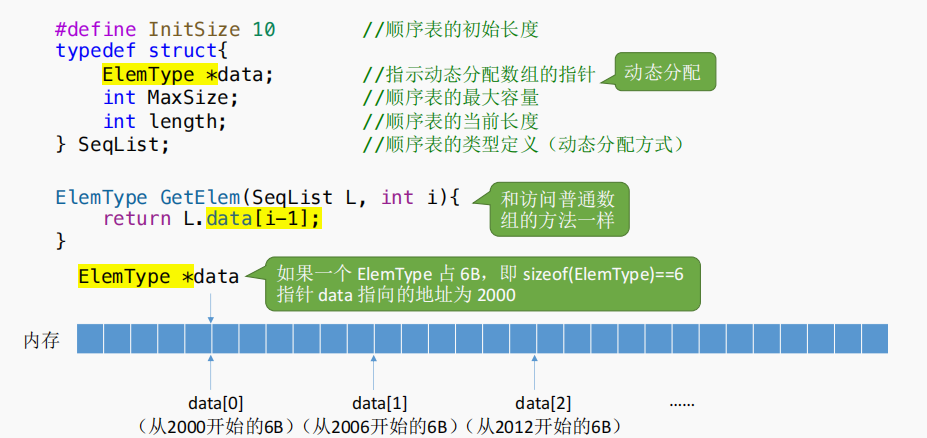 #define InitSize 10 //顺序表的初始长度
typedef struct{
ElemType *data; //指示动态分配数组的指针 动态分配
int MaxSize; //顺序表的最大容量
int length; //顺序表的当前长度
} SeqList; //顺序表的类型定义（动态分配方式）
ElemType GetElem(SeqList L, int i){
return L.data[i-1];
}
和访问普通数
组的方法一样
ElemType *data
如果一个 ElemType 占 6B，即 sizeof(ElemType)==6
指针 data 指向的地址为 2000
内存
data[0] data[1] data[2] ……
（从2000开始的6B）（从2006开始的6B）（从2012开始的6B）